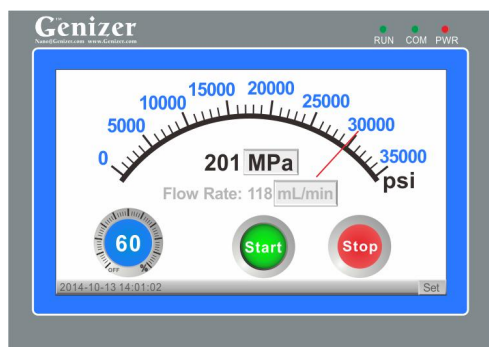 Genizer
Nano@Genizer.com www.Genizer.com
RUN COM PWR
0 5000 10000 15000 20000 25000 30000 35000
psi
201 MPa
Flow Rate: 118 mL/min
60
OFF %
Start
Stop
2014-10-13 14:01:02
Set